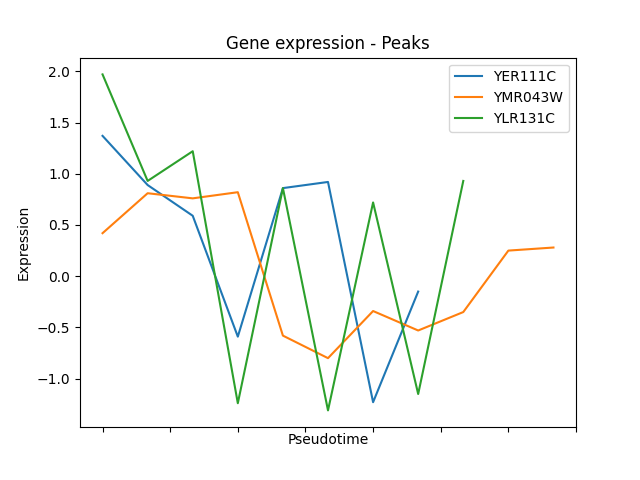 Gene expression - Peaks
YER111C
YMR043W
YLR131C
2.0
1.5
1.0
0.5
0.0
−0.5
−1.0
Expression
Pseudotime